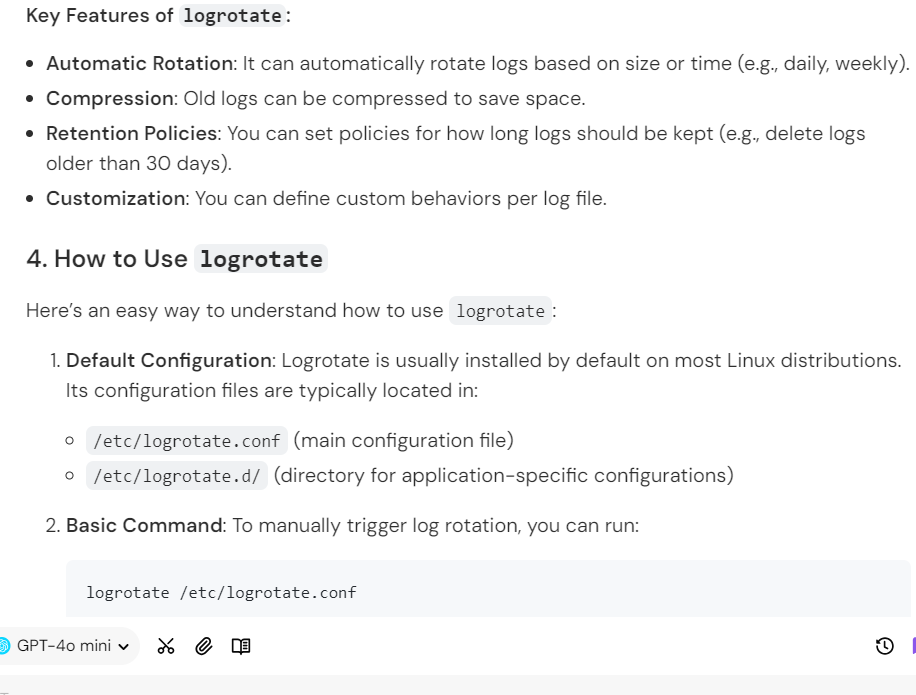 Key Features of logrotate:
• Automatic Rotation: It can automatically rotate logs based on size or time (e.g., daily, weekly).
• Compression: Old logs can be compressed to save space.
• Retention Policies: You can set policies for how long logs should be kept (e.g., delete logs
older than 30 days).
• Customization: You can define custom behaviors per log file.
4. How to Use logrotate
Here’s an easy way to understand how to use logrotate:
1. Default Configuration: Logrotate is usually installed by default on most Linux distributions.
Its configuration files are typically located in:
○ /etc/logrotate.conf (main configuration file)
○ /etc/logrotate.d/ (directory for application-specific configurations)
2. Basic Command: To manually trigger log rotation, you can run:
logrotate /etc/logrotate.conf
GPT-4o mini